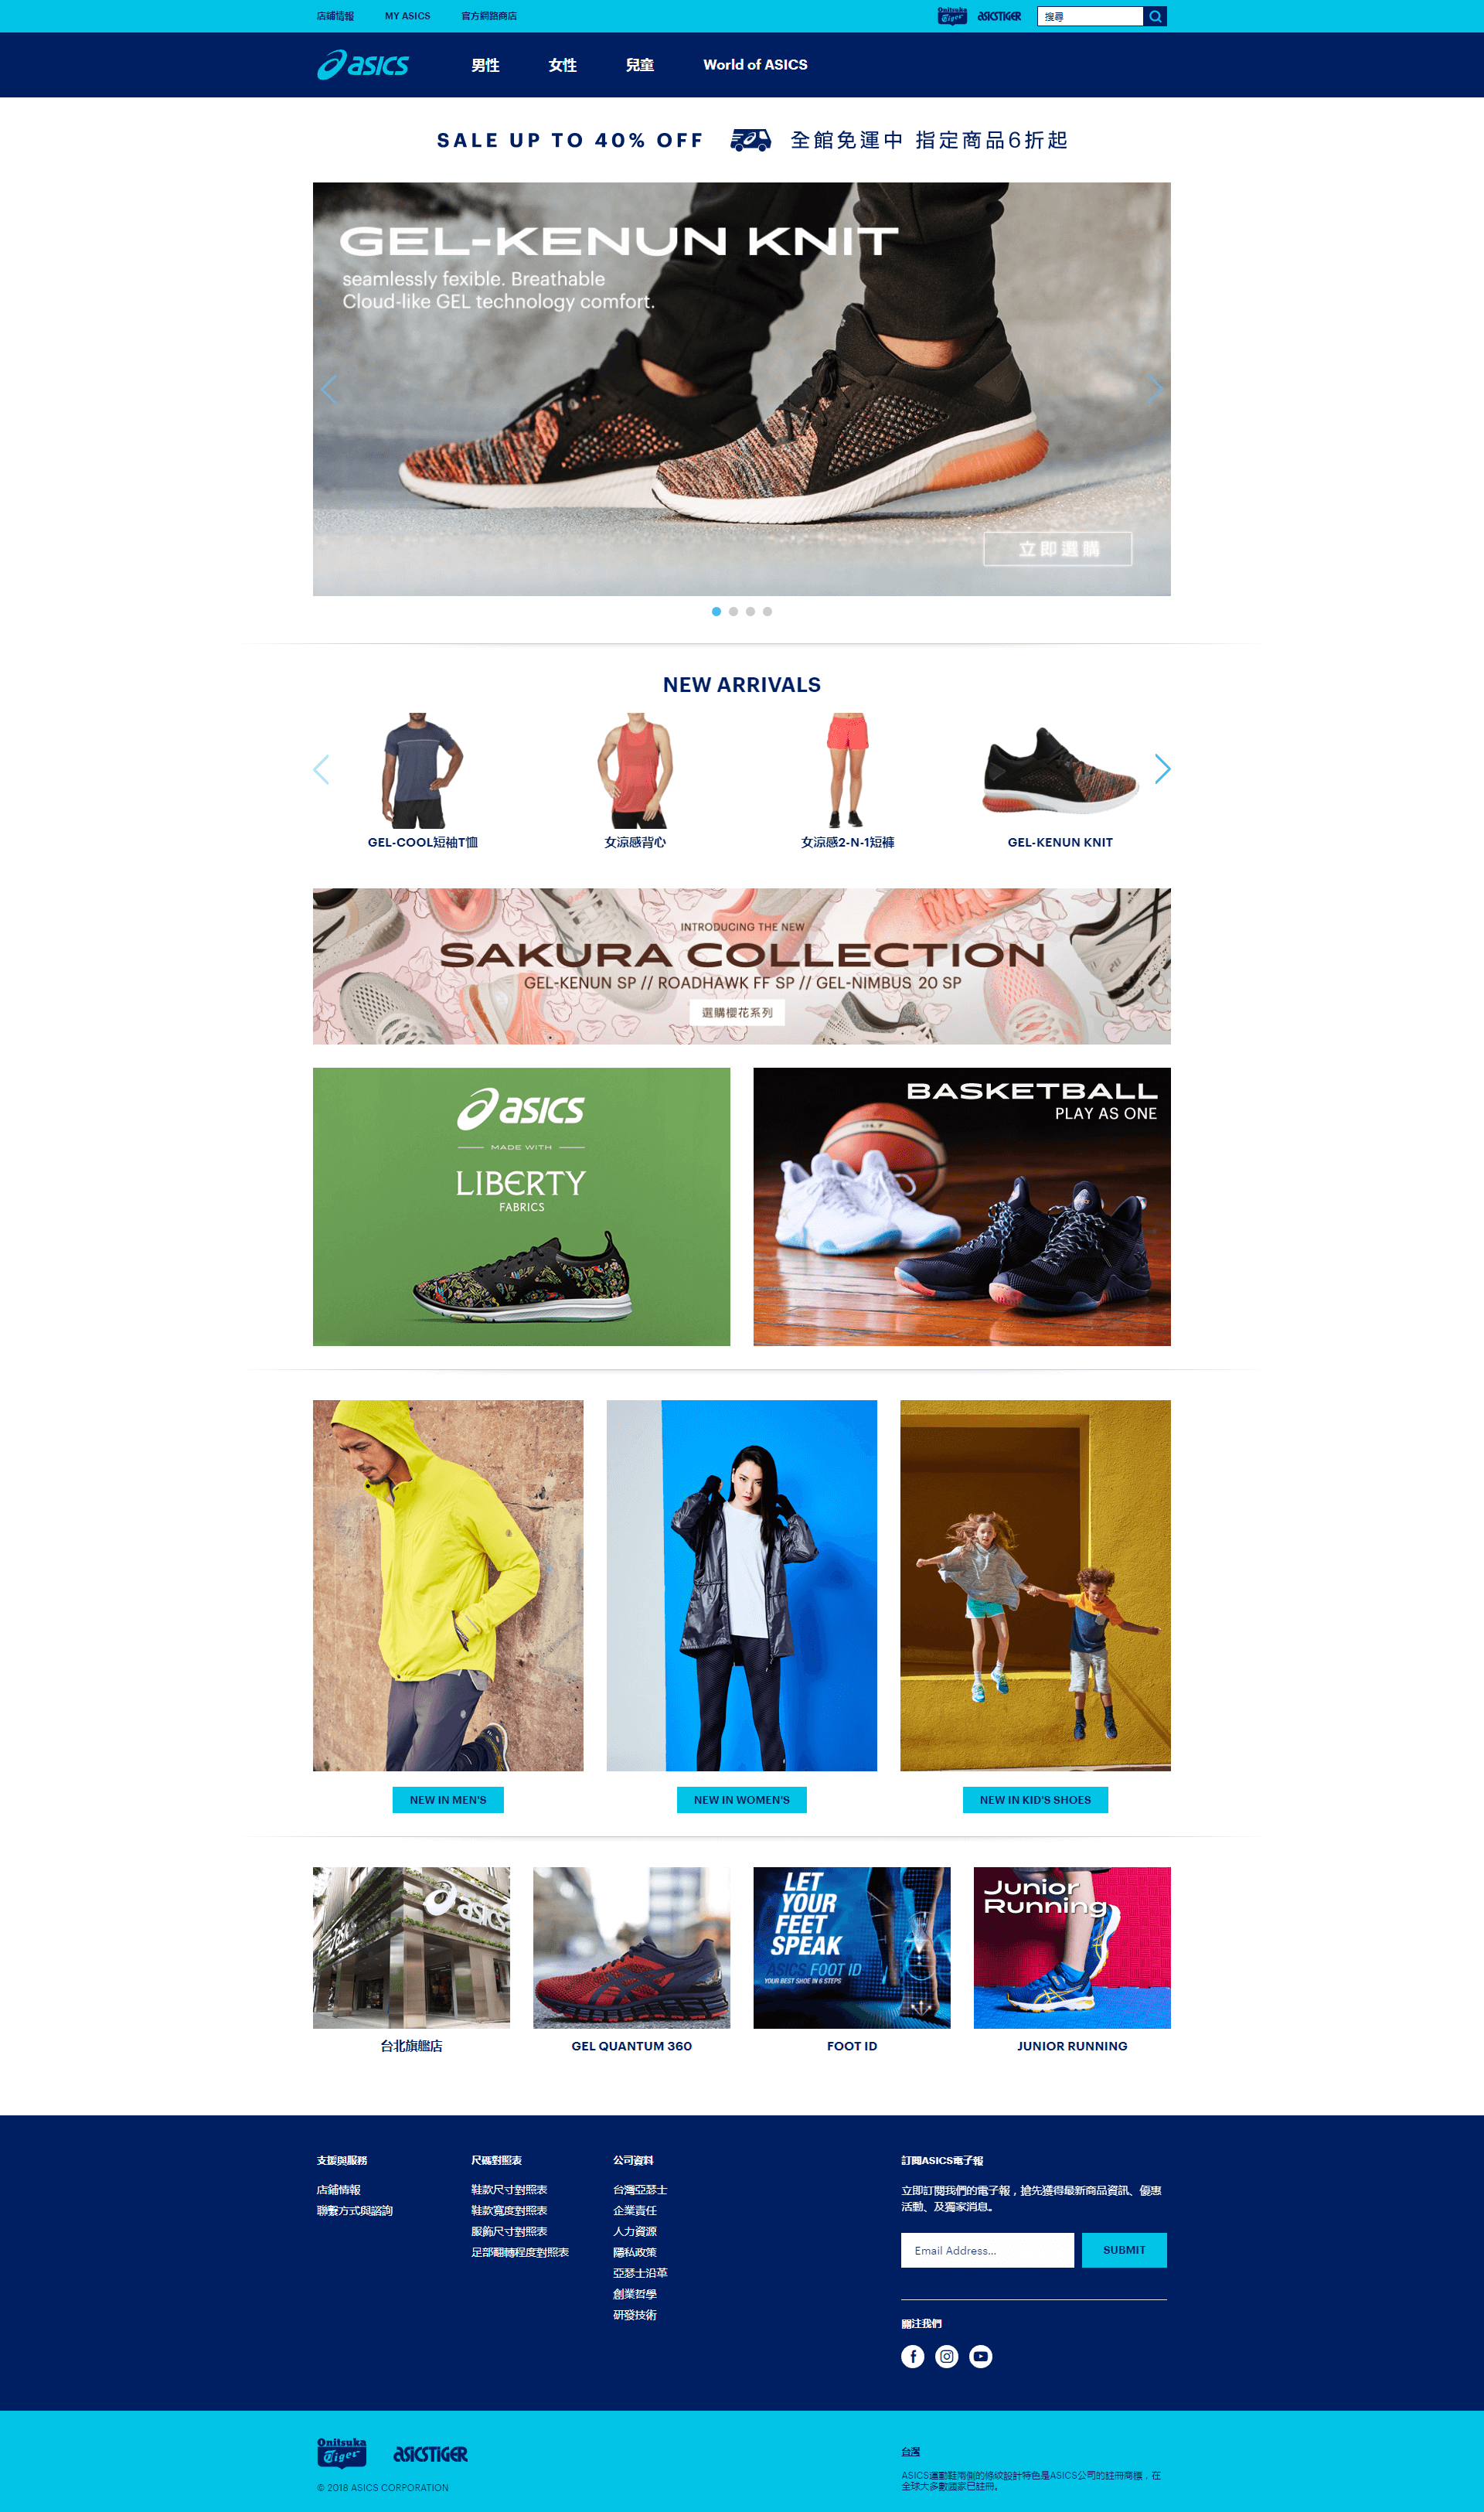 店鋪情報
MY ASICS
官方網路商店
Onitsuka
Tiger
ASICSTIGER
搜尋
asics
男性
女性
兒童
World of ASICS
SALE UP TO 40% OFF
全館免運中 指定商品6折起
GEL-KENUN KNIT
seamlessly fexible. Breathable
Cloud-like GEL technology comfort.
立即選購
NEW ARRIVALS
GEL-COOL短袖T恤
女涼感背心
女涼感2-N-1短褲
GEL-KENUN KNIT
INTRODUCING THE NEW
SAKURA COLLECTION
GEL-KENUN SP // ROADHAWK FF SP // GEL-NIMBUS 20 SP
選購櫻花系列
asics
MADE WITH
LIBERTY
FABRICS
BASKETBALL
PLAY AS ONE
GL7
NEW IN MEN'S
NEW IN WOMEN'S
NEW IN KID'S SHOES
asics
LET
YOUR
FEET
SPEAK
ASICS FOOT ID
YOUR BEST SHOE IN 6 STEPS
Junior
Running
台北旗艦店
GEL QUANTUM 360
FOOT ID
JUNIOR RUNNING
支援與服務
店鋪情報
聯繫方式與諮詢
尺碼對照表
鞋款尺寸對照表
鞋款寬度對照表
服飾尺寸對照表
足部翻轉程度對照表
公司資料
台灣亞瑟士
企業責任
人力資源
隱私政策
亞瑟士沿革
創業哲學
研發技術
訂閱ASICS電子報
立即訂閱我們的電子報，搶先獲得最新商品資訊、優惠
活動、及獨家消息。
Email Address...
SUBMIT
關注我們
Onitsuka
Tiger
ASICSTIGER
© 2018 ASICS CORPORATION
台灣
ASICS運動鞋兩側的條紋設計特色是ASICS公司的註冊商標，在
全球大多數國家已註冊。